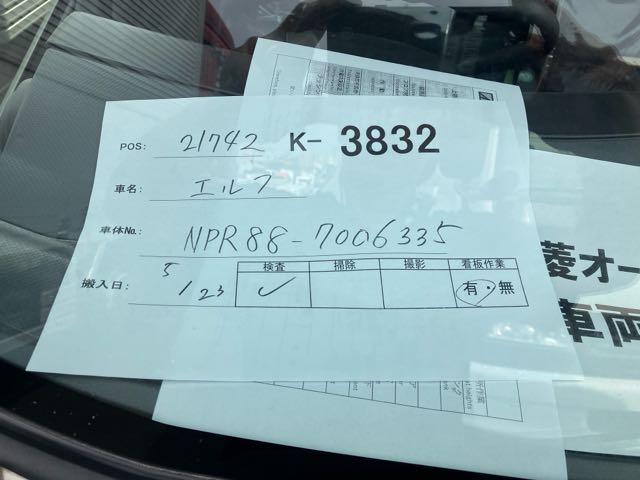 POS: 21742 K-3832
車名: エルフ
車体No.: NPR88-7006335
搬入日: 5/23
検査 掃除 撮影 看板作業
✓ 有・無
菱オー
車両